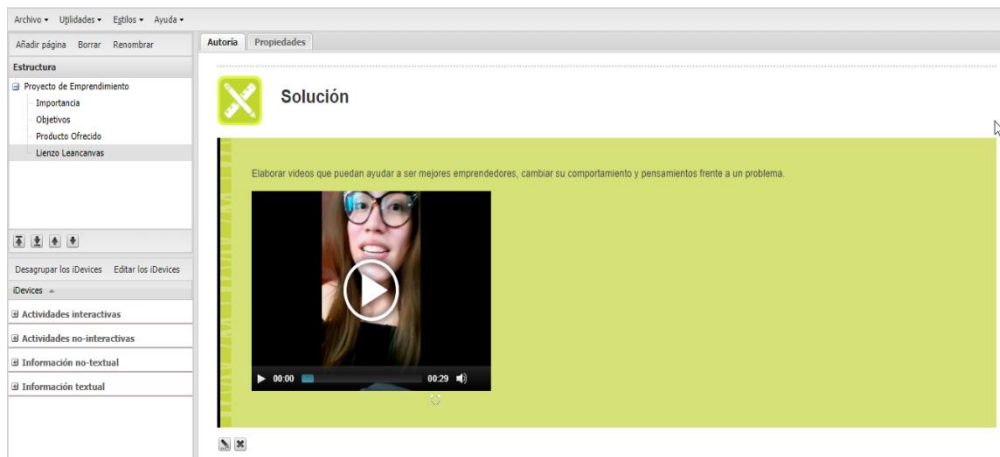 Archivo Utilidades Estilos Ayuda
Añadir página Borrar Renombrar
Estructura
Proyecto de Emprendimiento
Importancia
Objetivos
Producto Ofrecido
Lienzo Leancanvas
Desagrupar los iDevices Editar los iDevices
iDevices
Actividades interactivas
Actividades no-interactivas
Información no-textual
Información textual
Autoría Propiedades
Solución
Elaborar videos que puedan ayudar a ser mejores emprendedores, cambiar su comportamiento y pensamientos frente a un problema.
00:00 00:29